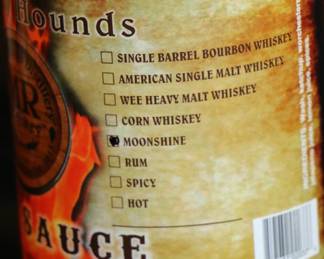 Hounds
SINGLE BARREL BOURBON WHISKEY
AMERICAN SINGLE MALT WHISKEY
WEE HEAVY MALT WHISKEY
CORN WHISKEY
MOONSHINE
RUM
SPICY
HOT
SAUCE